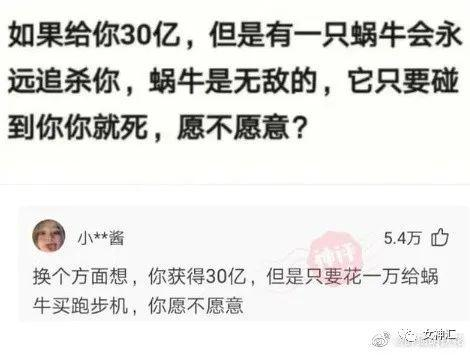 如果给你30亿，但是有一只蜗牛会永
远追杀你，蜗牛是无敌的，它只要碰
到你你就死，愿不愿意？
小**酱
5.4万
神评
换个方面想，你获得30亿，但是只要花一万给蜗
牛买跑步机，你愿不愿意
女神汇